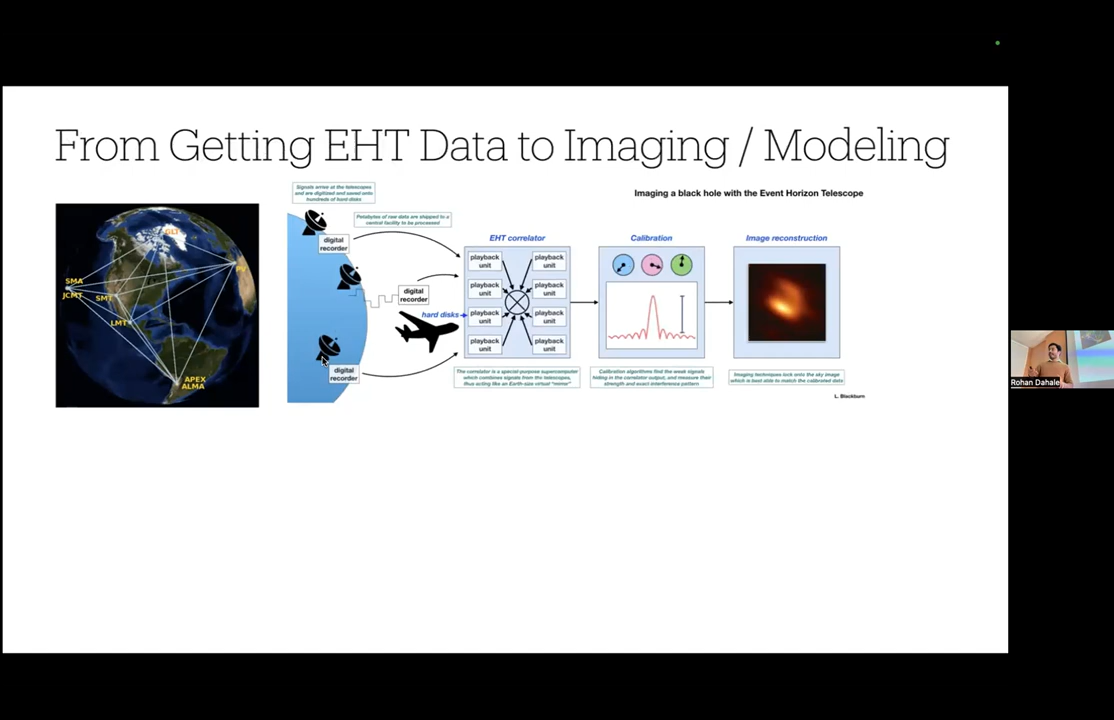 From Getting EHT Data to Imaging / Modeling
Imaging a black hole with the Event Horizon Telescope
Signals arrive at the telescopes
and are digitized and saved onto
hundreds of hard disks
Petabytes of raw data are shipped to a
central facility to be processed
GLT
PV
SMA
JCMT
SMT
LMT
APEX
ALMA
digital
recorder
digital
recorder
digital
recorder
hard disks
EHT correlator
playback
unit
playback
unit
playback
unit
playback
unit
playback
unit
playback
unit
playback
unit
playback
unit
The correlator is a special-purpose supercomputer
which combines signals from the telescopes,
thus acting like an Earth-size virtual "mirror"
Calibration
Calibration algorithms find the weak signals
hiding in the correlator output, and measure their
strength and exact interference pattern
Image reconstruction
Imaging techniques lock onto the sky image
which is best able to match the calibrated data
L. Blackburn
Rohan Dahale